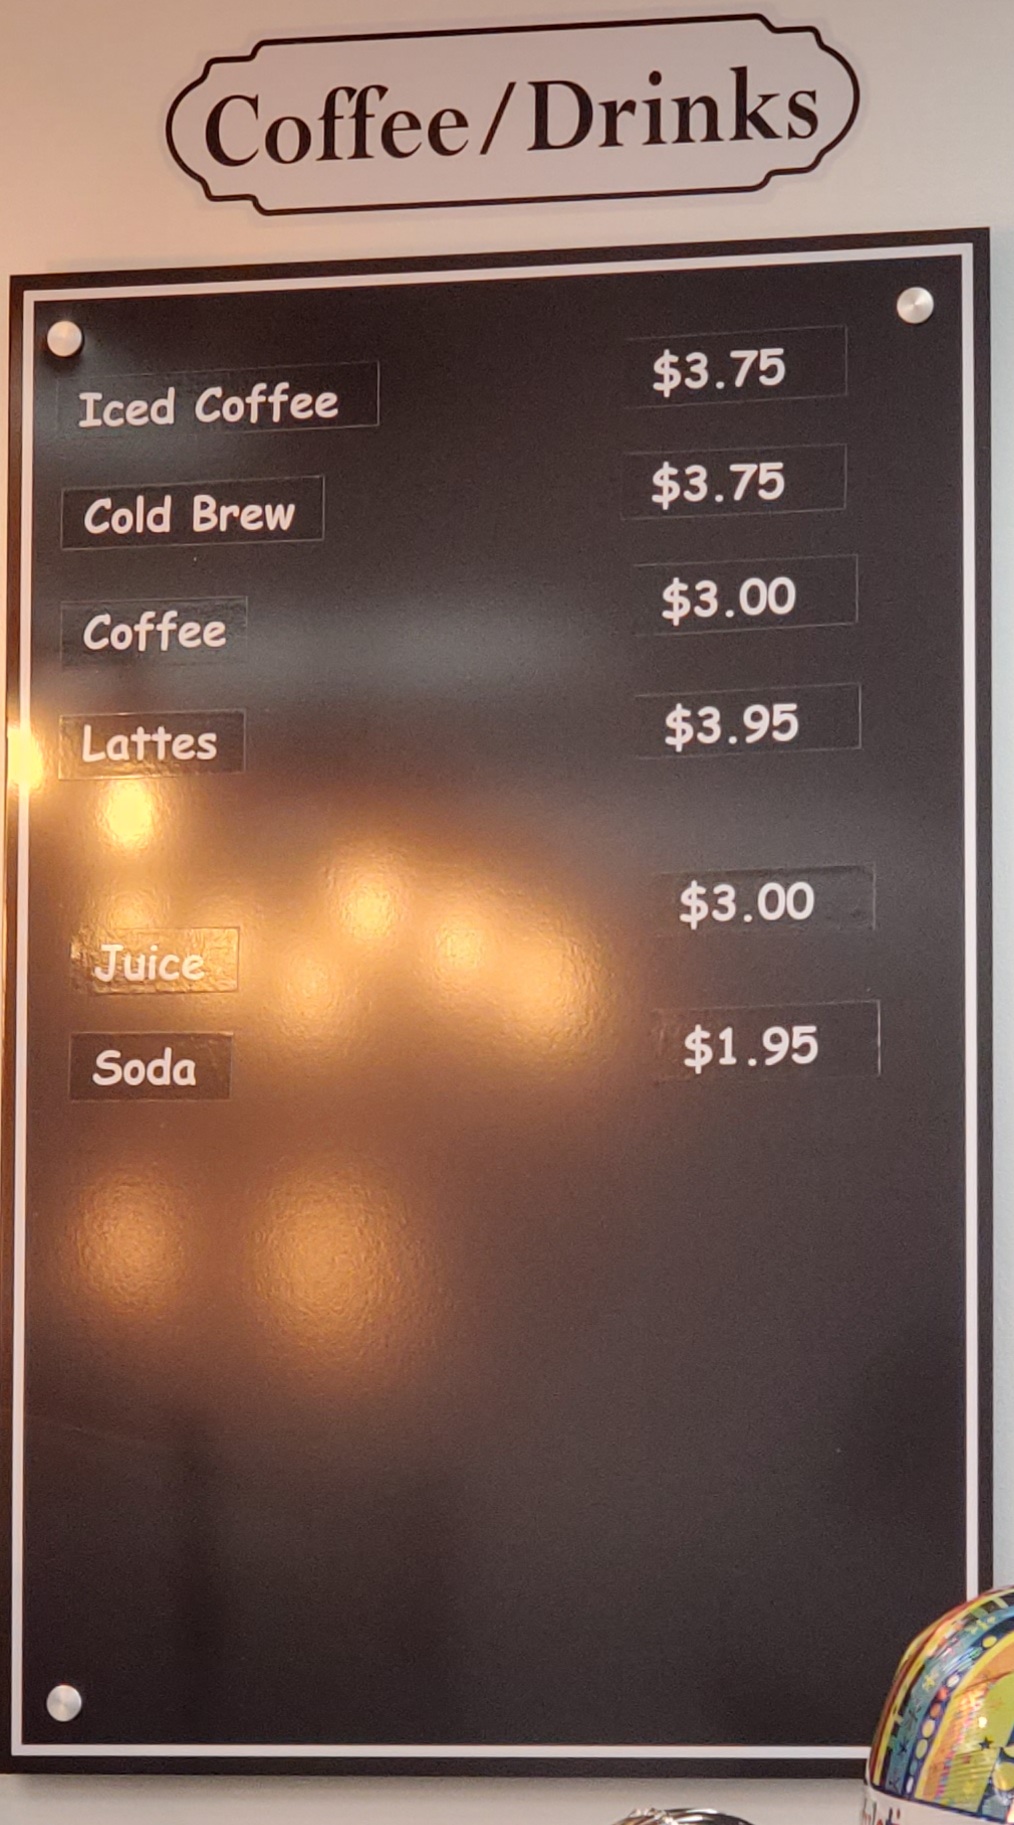 Coffee/Drinks
Iced Coffee $3.75
Cold Brew $3.75
Coffee $3.00
Lattes $3.95
Juice $3.00
Soda $1.95